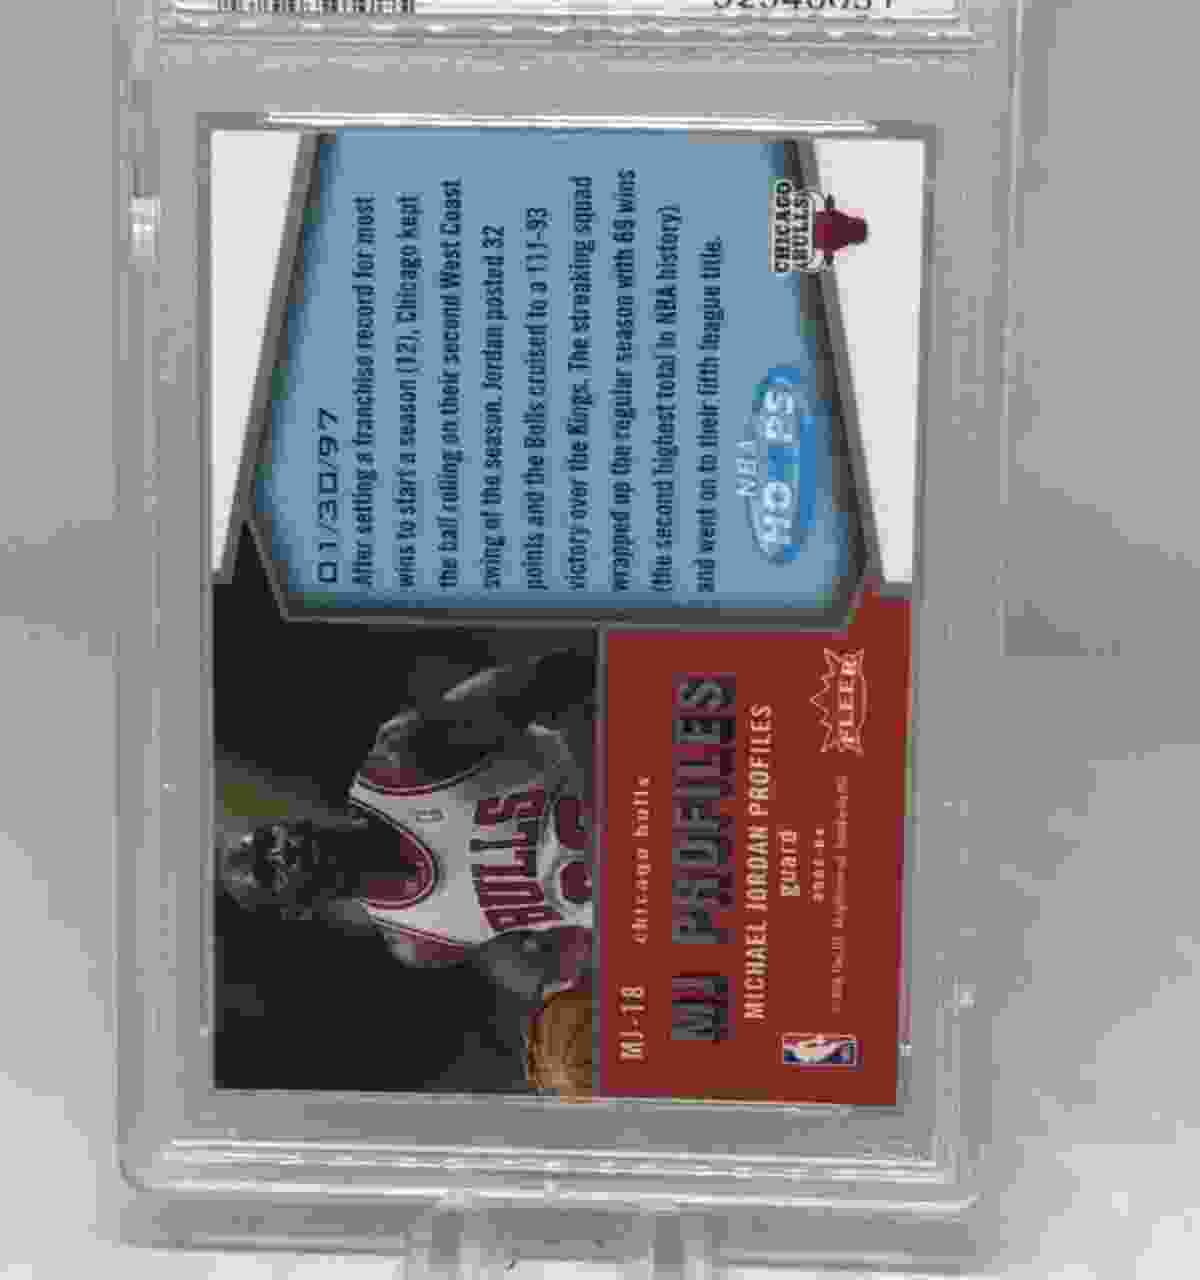 01/30/97
After setting a franchise record for most
wins to start a season (12), Chicago kept
the ball rolling on their second West Coast
swing of the season. Jordan posted 32
points and the Bulls cruised to a 111-93
victory over the Kings. The streaking squad
wrapped up the regular season with 69 wins
(the second highest total in NBA history)
and went on to their fifth league title.
NBA
HOOPS
CHICAGO
BULLS
BULLS
MJ-18 chicago bulls
MJ PROFILES
MICHAEL JORDAN PROFILES
guard
FLEER